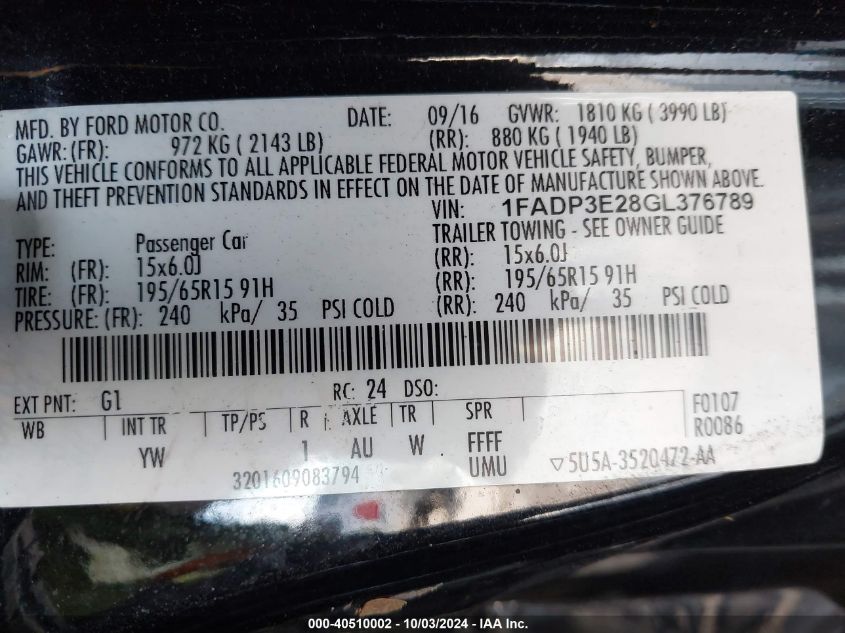 MFD. BY FORD MOTOR CO. DATE: 09/16 GVWR: 1810 KG ( 3990 LB)
GAWR: (FR): 972 KG ( 2143 LB) (RR): 880 KG ( 1940 LB)
THIS VEHICLE CONFORMS TO ALL APPLICABLE FEDERAL MOTOR VEHICLE SAFETY, BUMPER,
AND THEFT PREVENTION STANDARDS IN EFFECT ON THE DATE OF MANUFACTURE SHOWN ABOVE.
VIN: 1FADP3E28GL376789
TYPE: Passenger Car TRAILER TOWING - SEE OWNER GUIDE
RIM: (FR): 15x6.0J (RR): 15x6.0J
TIRE: (FR): 195/65R15 91H (RR): 195/65R15 91H
PRESSURE: (FR): 240 kPa/ 35 PSI COLD (RR): 240 kPa/ 35 PSI COLD
EXT PNT: G1 RC: 24 DSO:
WB INT TR TP/PS R AXLE TR SPR F0107
R0086
YW 1 AU W FFFF
UMU
3201609083794 5U5A-3520472-AA
000-40510002 - 10/03/2024 - IAA, Inc.